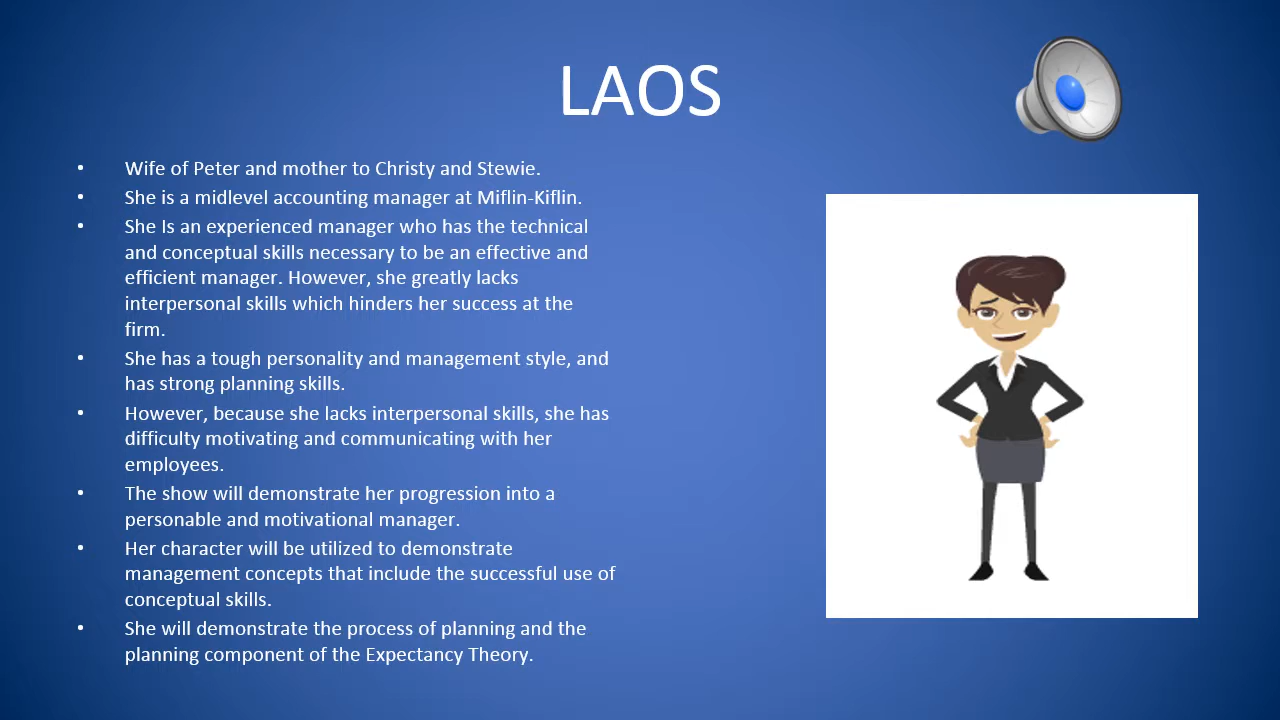 LAOS
• Wife of Peter and mother to Christy and Stewie.
• She is a midlevel accounting manager at Miflin-Kiflin.
• She Is an experienced manager who has the technical
and conceptual skills necessary to be an effective and
efficient manager. However, she greatly lacks
interpersonal skills which hinders her success at the
firm.
• She has a tough personality and management style, and
has strong planning skills.
• However, because she lacks interpersonal skills, she has
difficulty motivating and communicating with her
employees.
• The show will demonstrate her progression into a
personable and motivational manager.
• Her character will be utilized to demonstrate
management concepts that include the successful use of
conceptual skills.
• She will demonstrate the process of planning and the
planning component of the Expectancy Theory.